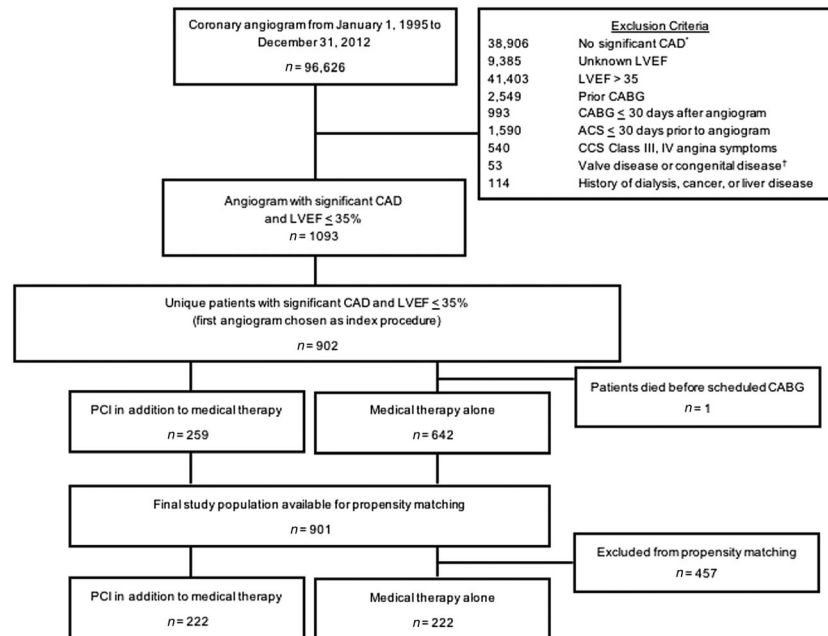 Coronary angiogram from January 1, 1995 to
December 31, 2012
n = 96,626
Exclusion Criteria
38,906 No significant CAD*
9,385 Unknown LVEF
41,403 LVEF > 35
2,549 Prior CABG
993 CABG ≤ 30 days after angiogram
1,590 ACS ≤ 30 days prior to angiogram
540 CCS Class III, IV angina symptoms
53 Valve disease or congenital disease†
114 History of dialysis, cancer, or liver disease
Angiogram with significant CAD
and LVEF ≤ 35%
n = 1093
Unique patients with significant CAD and LVEF ≤ 35%
(first angiogram chosen as index procedure)
n = 902
Patients died before scheduled CABG
n = 1
PCI in addition to medical therapy
n = 259
Medical therapy alone
n = 642
Final study population available for propensity matching
n = 901
Excluded from propensity matching
n = 457
PCI in addition to medical therapy
n = 222
Medical therapy alone
n = 222